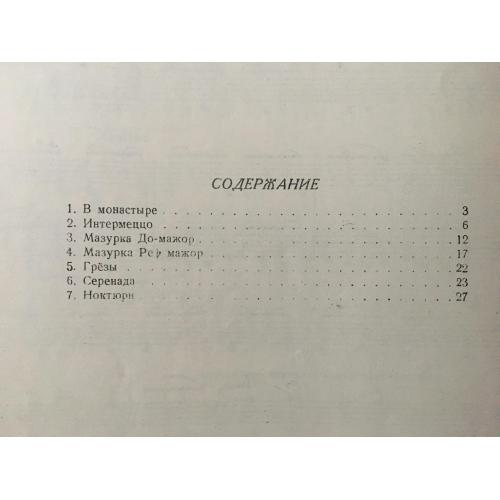 СОДЕРЖАНИЕ
1. В монастыре . . . . . . . . . . . . . . . . . . . . 3
2. Интермеццо . . . . . . . . . . . . . . . . . . . . 6
3. Мазурка До-мажор . . . . . . . . . . . . . . . . . 12
4. Мазурка Ре мажор . . . . . . . . . . . . . . . . . 17
5. Грёзы . . . . . . . . . . . . . . . . . . . . . . 22
6. Серенада . . . . . . . . . . . . . . . . . . . . . 23
7. Ноктюрн . . . . . . . . . . . . . . . . . . . . . 27